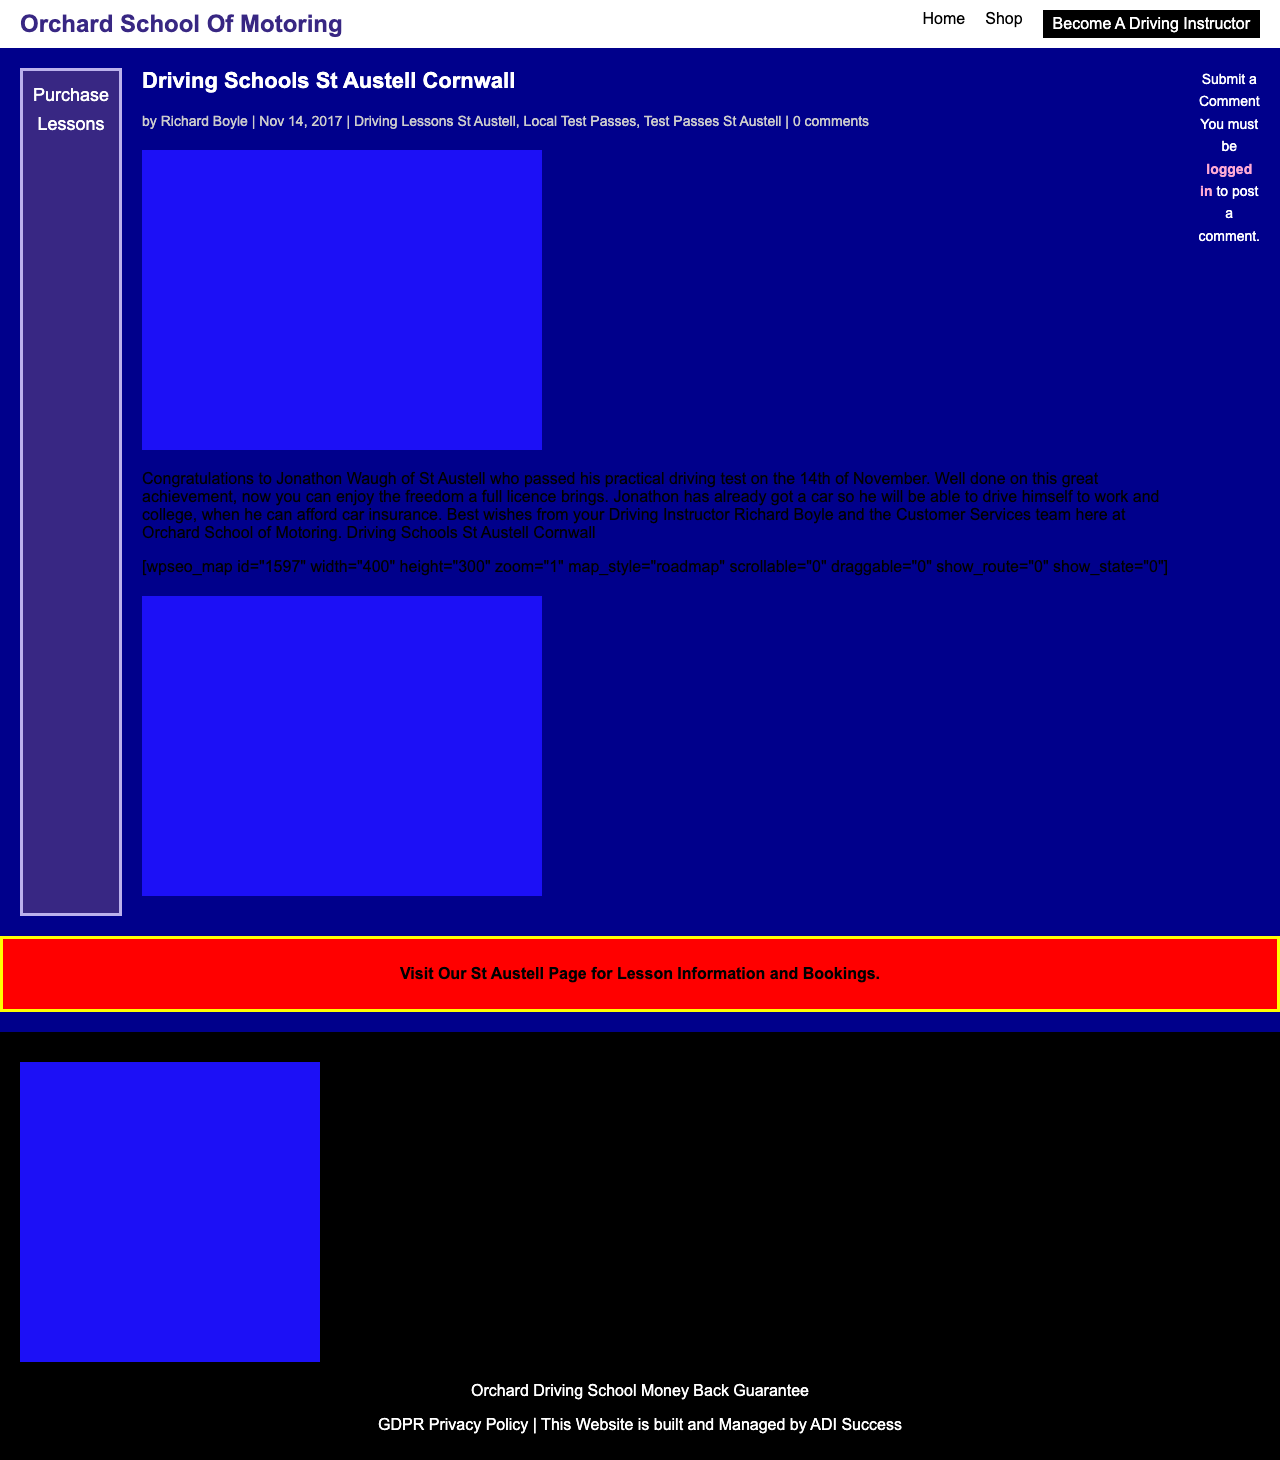 Orchard School Of Motoring
Home
Shop
Become A Driving Instructor
Purchase
Lessons
Driving Schools St Austell Cornwall
by Richard Boyle | Nov 14, 2017 | Driving Lessons St Austell, Local Test Passes, Test Passes St Austell | 0 comments
Congratulations to Jonathon Waugh of St Austell who passed his practical driving test on the 14th of November. Well done on this great
achievement, now you can enjoy the freedom a full licence brings. Jonathon has already got a car so he will be able to drive himself to work and
college, when he can afford car insurance. Best wishes from your Driving Instructor Richard Boyle and the Customer Services team here at
Orchard School of Motoring. Driving Schools St Austell Cornwall
[wpseo_map id="1597" width="400" height="300" zoom="1" map_style="roadmap" scrollable="0" draggable="0" show_route="0" show_state="0"]
Submit a
Comment
You must
be
logged
in to post
a
comment.
Visit Our St Austell Page for Lesson Information and Bookings.
Orchard Driving School Money Back Guarantee
GDPR Privacy Policy | This Website is built and Managed by ADI Success